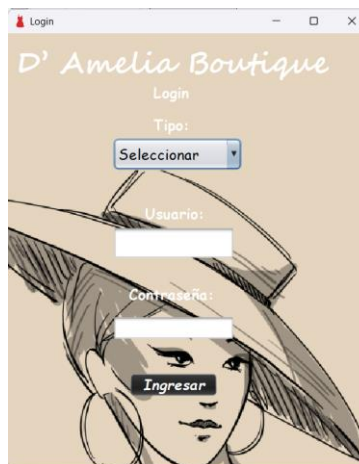 Login
D' Amelia Boutique
Login
Tipo:
Seleccionar
Usuario:
Contraseña:
Ingresar